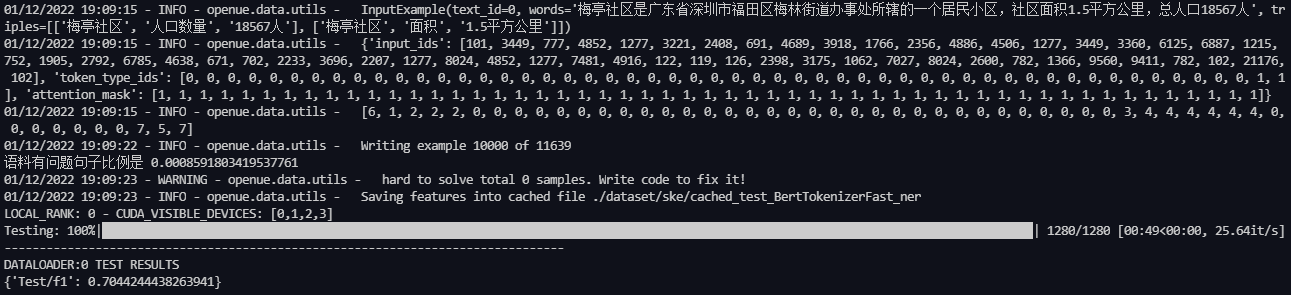 01/12/2022 19:09:15 - INFO - openue.data.utils -   InputExample(text_id=0, words='梅亭社区是广东省深圳市福田区梅林街道办事处所辖的一个居民小区，社区面积1.5平方公里，总人口18567人', tr
iples=[['梅亭社区', '人口数量', '18567人'], ['梅亭社区', '面积', '1.5平方公里']])
01/12/2022 19:09:15 - INFO - openue.data.utils -   {'input_ids': [101, 3449, 777, 4852, 1277, 3221, 2408, 691, 4689, 3918, 1766, 2356, 4886, 4506, 1277, 3449, 3360, 6125, 6887, 1215,
752, 1905, 2792, 6785, 4638, 671, 702, 2233, 3696, 2207, 1277, 8024, 4852, 1277, 7481, 4916, 122, 119, 126, 2398, 3175, 1062, 7027, 8024, 2600, 782, 1366, 9560, 9411, 782, 102, 21176,
102], 'token_type_ids': [0, 0, 0, 0, 0, 0, 0, 0, 0, 0, 0, 0, 0, 0, 0, 0, 0, 0, 0, 0, 0, 0, 0, 0, 0, 0, 0, 0, 0, 0, 0, 0, 0, 0, 0, 0, 0, 0, 0, 0, 0, 0, 0, 0, 0, 0, 0, 0, 0, 0, 0, 1, 1
], 'attention_mask': [1, 1, 1, 1, 1, 1, 1, 1, 1, 1, 1, 1, 1, 1, 1, 1, 1, 1, 1, 1, 1, 1, 1, 1, 1, 1, 1, 1, 1, 1, 1, 1, 1, 1, 1, 1, 1, 1, 1, 1, 1, 1, 1, 1, 1, 1, 1, 1, 1, 1, 1, 1, 1]}
01/12/2022 19:09:15 - INFO - openue.data.utils -   [6, 1, 2, 2, 2, 0, 0, 0, 0, 0, 0, 0, 0, 0, 0, 0, 0, 0, 0, 0, 0, 0, 0, 0, 0, 0, 0, 0, 0, 0, 0, 0, 0, 0, 0, 0, 3, 4, 4, 4, 4, 4, 4, 0,
0, 0, 0, 0, 0, 0, 7, 5, 7]
01/12/2022 19:09:22 - INFO - openue.data.utils -   Writing example 10000 of 11639
语料有问题句子比例是 0.0008591803419537761
01/12/2022 19:09:23 - WARNING - openue.data.utils -   hard to solve total 0 samples. Write code to fix it!
01/12/2022 19:09:23 - INFO - openue.data.utils -   Saving features into cached file ./dataset/ske/cached_test_BertTokenizerFast_ner
LOCAL_RANK: 0 - CUDA_VISIBLE_DEVICES: [0,1,2,3]
Testing: 100%| | 1280/1280 [00:49<00:00, 25.64it/s]
--------------------------------------------------------------------------------
DATALOADER:0 TEST RESULTS
{'Test/f1': 0.7044244438263941}